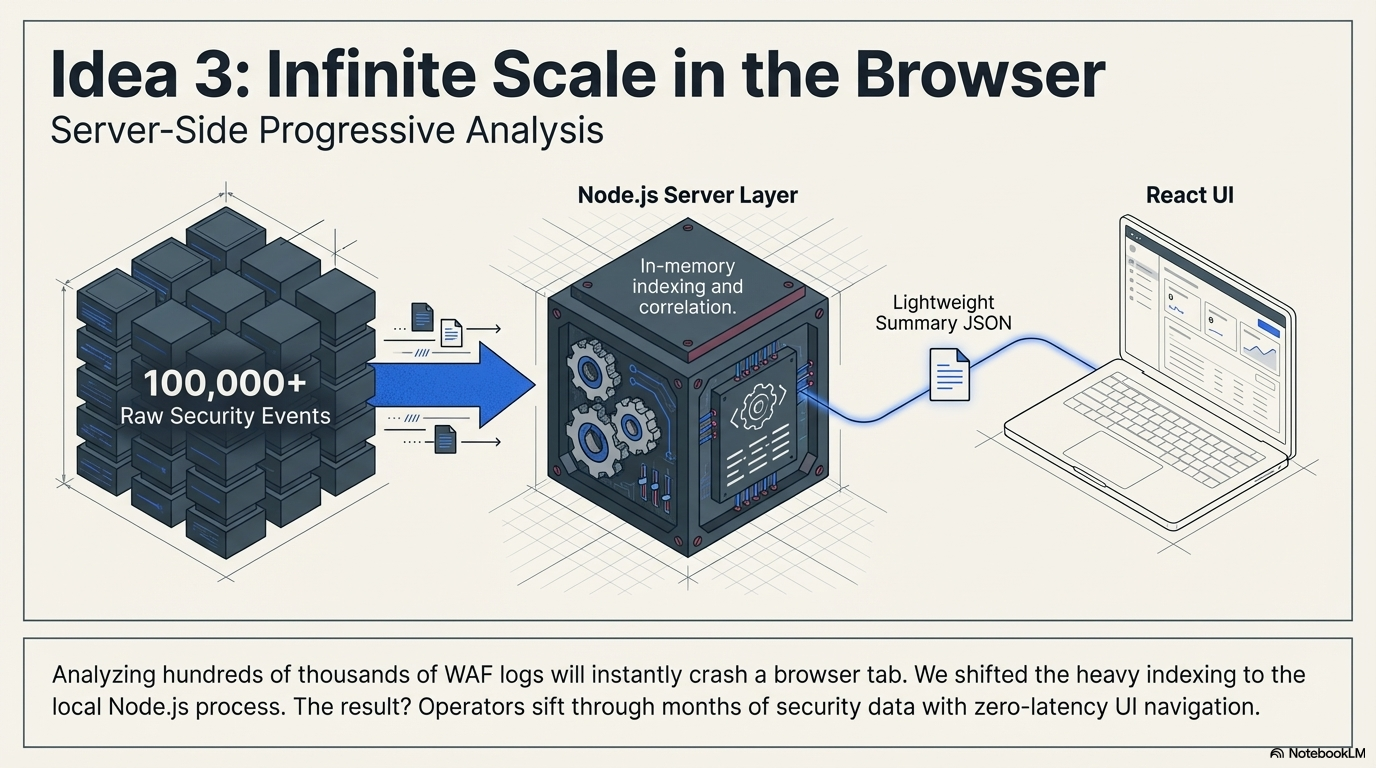 Idea 3: Infinite Scale in the Browser
Server-Side Progressive Analysis
100,000+
Raw Security Events
Node.js Server Layer
In-memory
indexing and
correlation.
Lightweight
Summary JSON
React UI
Analyzing hundreds of thousands of WAF logs will instantly crash a browser tab. We shifted the heavy indexing to the
local Node.js process. The result? Operators sift through months of security data with zero-latency UI navigation.
NotebookLM